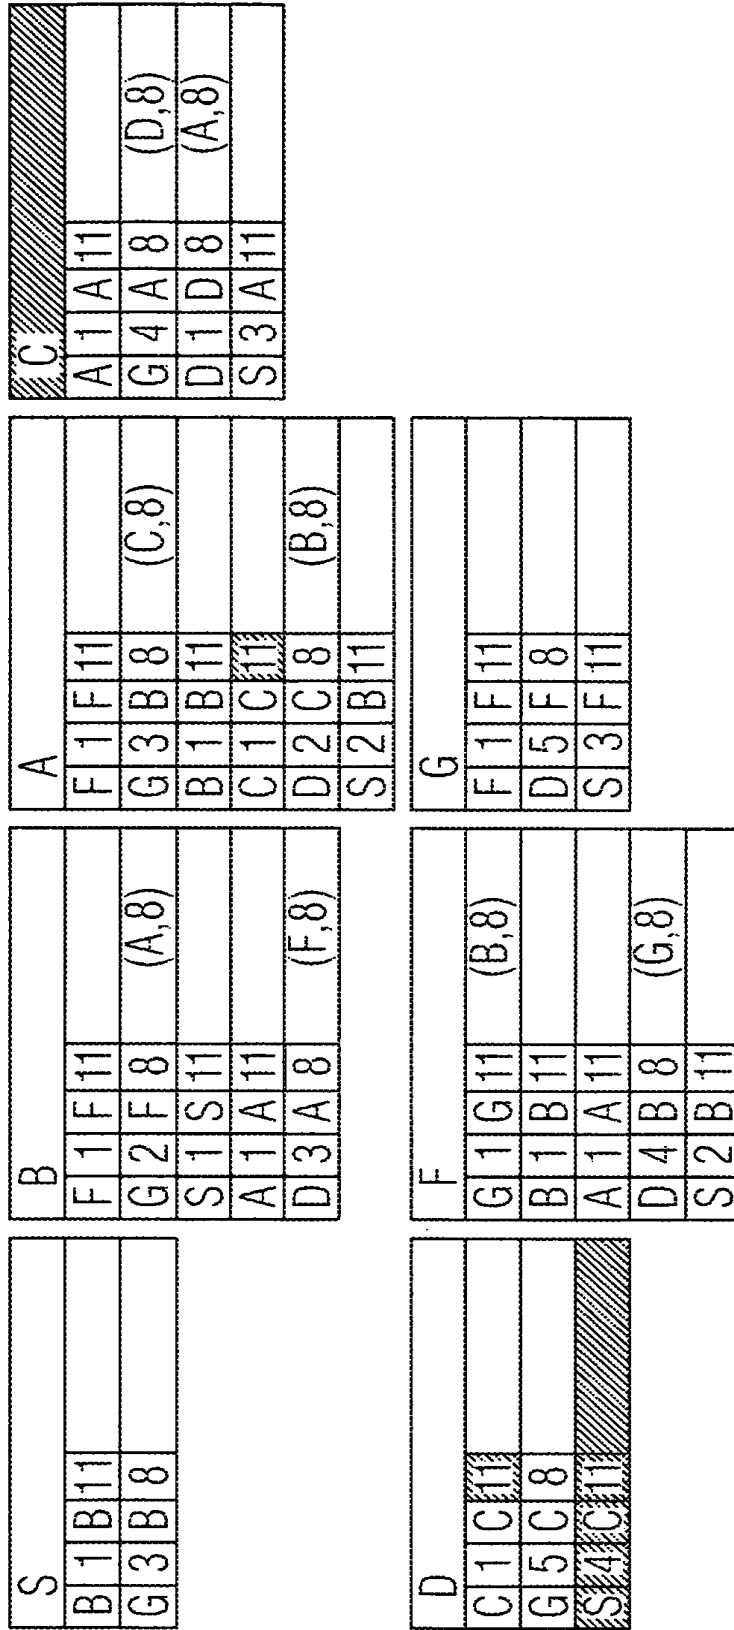 S
B 1 B 11
G 3 B 8
B
F 1 F 11
G 2 F 8 (A,8)
S 1 S 11
A 1 A 11
D 3 A 8 (F,8)
A
F 1 F 11
G 3 B 8 (C,8)
B 1 B 11
C 1 C 11
D 2 C 8 (B,8)
S 2 B 11
C
A 1 A 11
G 4 A 8 (D,8)
D 1 D 8 (A,8)
S 3 A 11
D
C 1 C 11
G 5 C 8
S 4 C 11
F
G 1 G 11 (B,8)
B 1 B 11
A 1 A 11
D 4 B 8 (G,8)
S 2 B 11
G
F 1 F 11
D 5 F 8
S 3 F 11